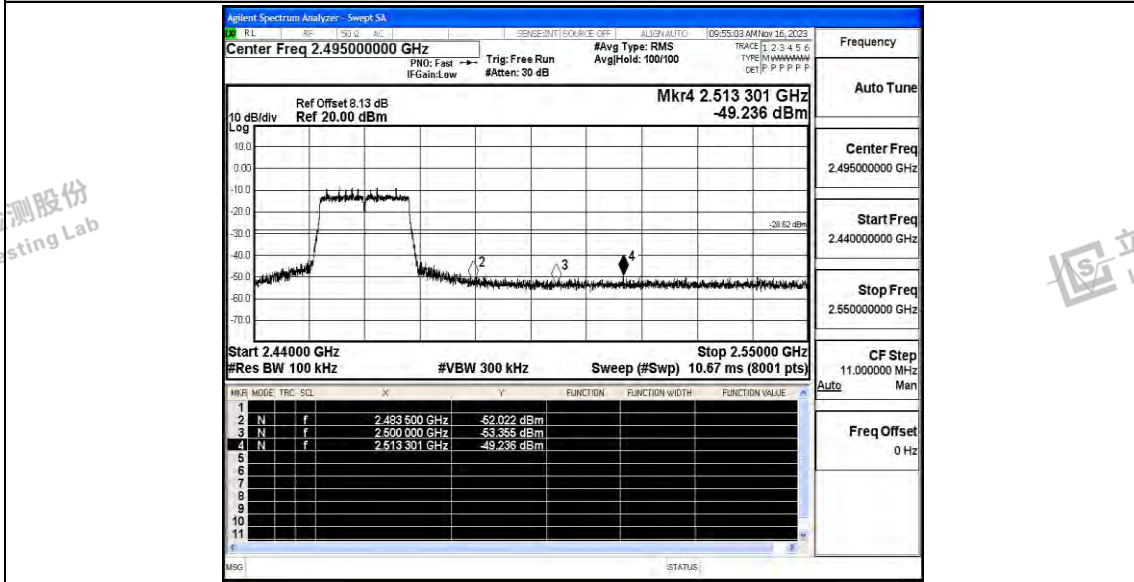 Agilent Spectrum Analyzer - Swept SA
RL RF 50 Ω AC SENSE:INT SOURCE OFF ALIGN AUTO 09:55:03 AM Nov 16, 2023
Center Freq 2.495000000 GHz
PNO: Fast
IFGain:Low
Trig: Free Run
#Atten: 30 dB
#Avg Type: RMS
Avg|Hold: 100/100
TRACE 1 2 3 4 5 6
TYPE M
DET P P P P P P
Frequency
Auto Tune
Ref Offset 8.13 dB
10 dB/div Ref 20.00 dBm
Log
Mkr4 2.513 301 GHz
-49.236 dBm
10.0
0.00
-10.0
-20.0
-30.0
-40.0
-50.0
-60.0
-70.0
-28.62 dBm
2
3
4
Center Freq
2.495000000 GHz
Start Freq
2.440000000 GHz
Stop Freq
2.550000000 GHz
Start 2.44000 GHz Stop 2.55000 GHz
#Res BW 100 kHz #VBW 300 kHz Sweep (#Swp) 10.67 ms (8001 pts)
CF Step
11.000000 MHz
Auto Man
Freq Offset
0 Hz
MKR MODE TRC SCL X Y FUNCTION FUNCTION WIDTH FUNCTION VALUE
1
2 N f 2.483 500 GHz -52.022 dBm
3 N f 2.500 000 GHz -53.355 dBm
4 N f 2.513 301 GHz -49.236 dBm
5
6
7
8
9
10
11
MSG STATUS
测股份
esting Lab
立